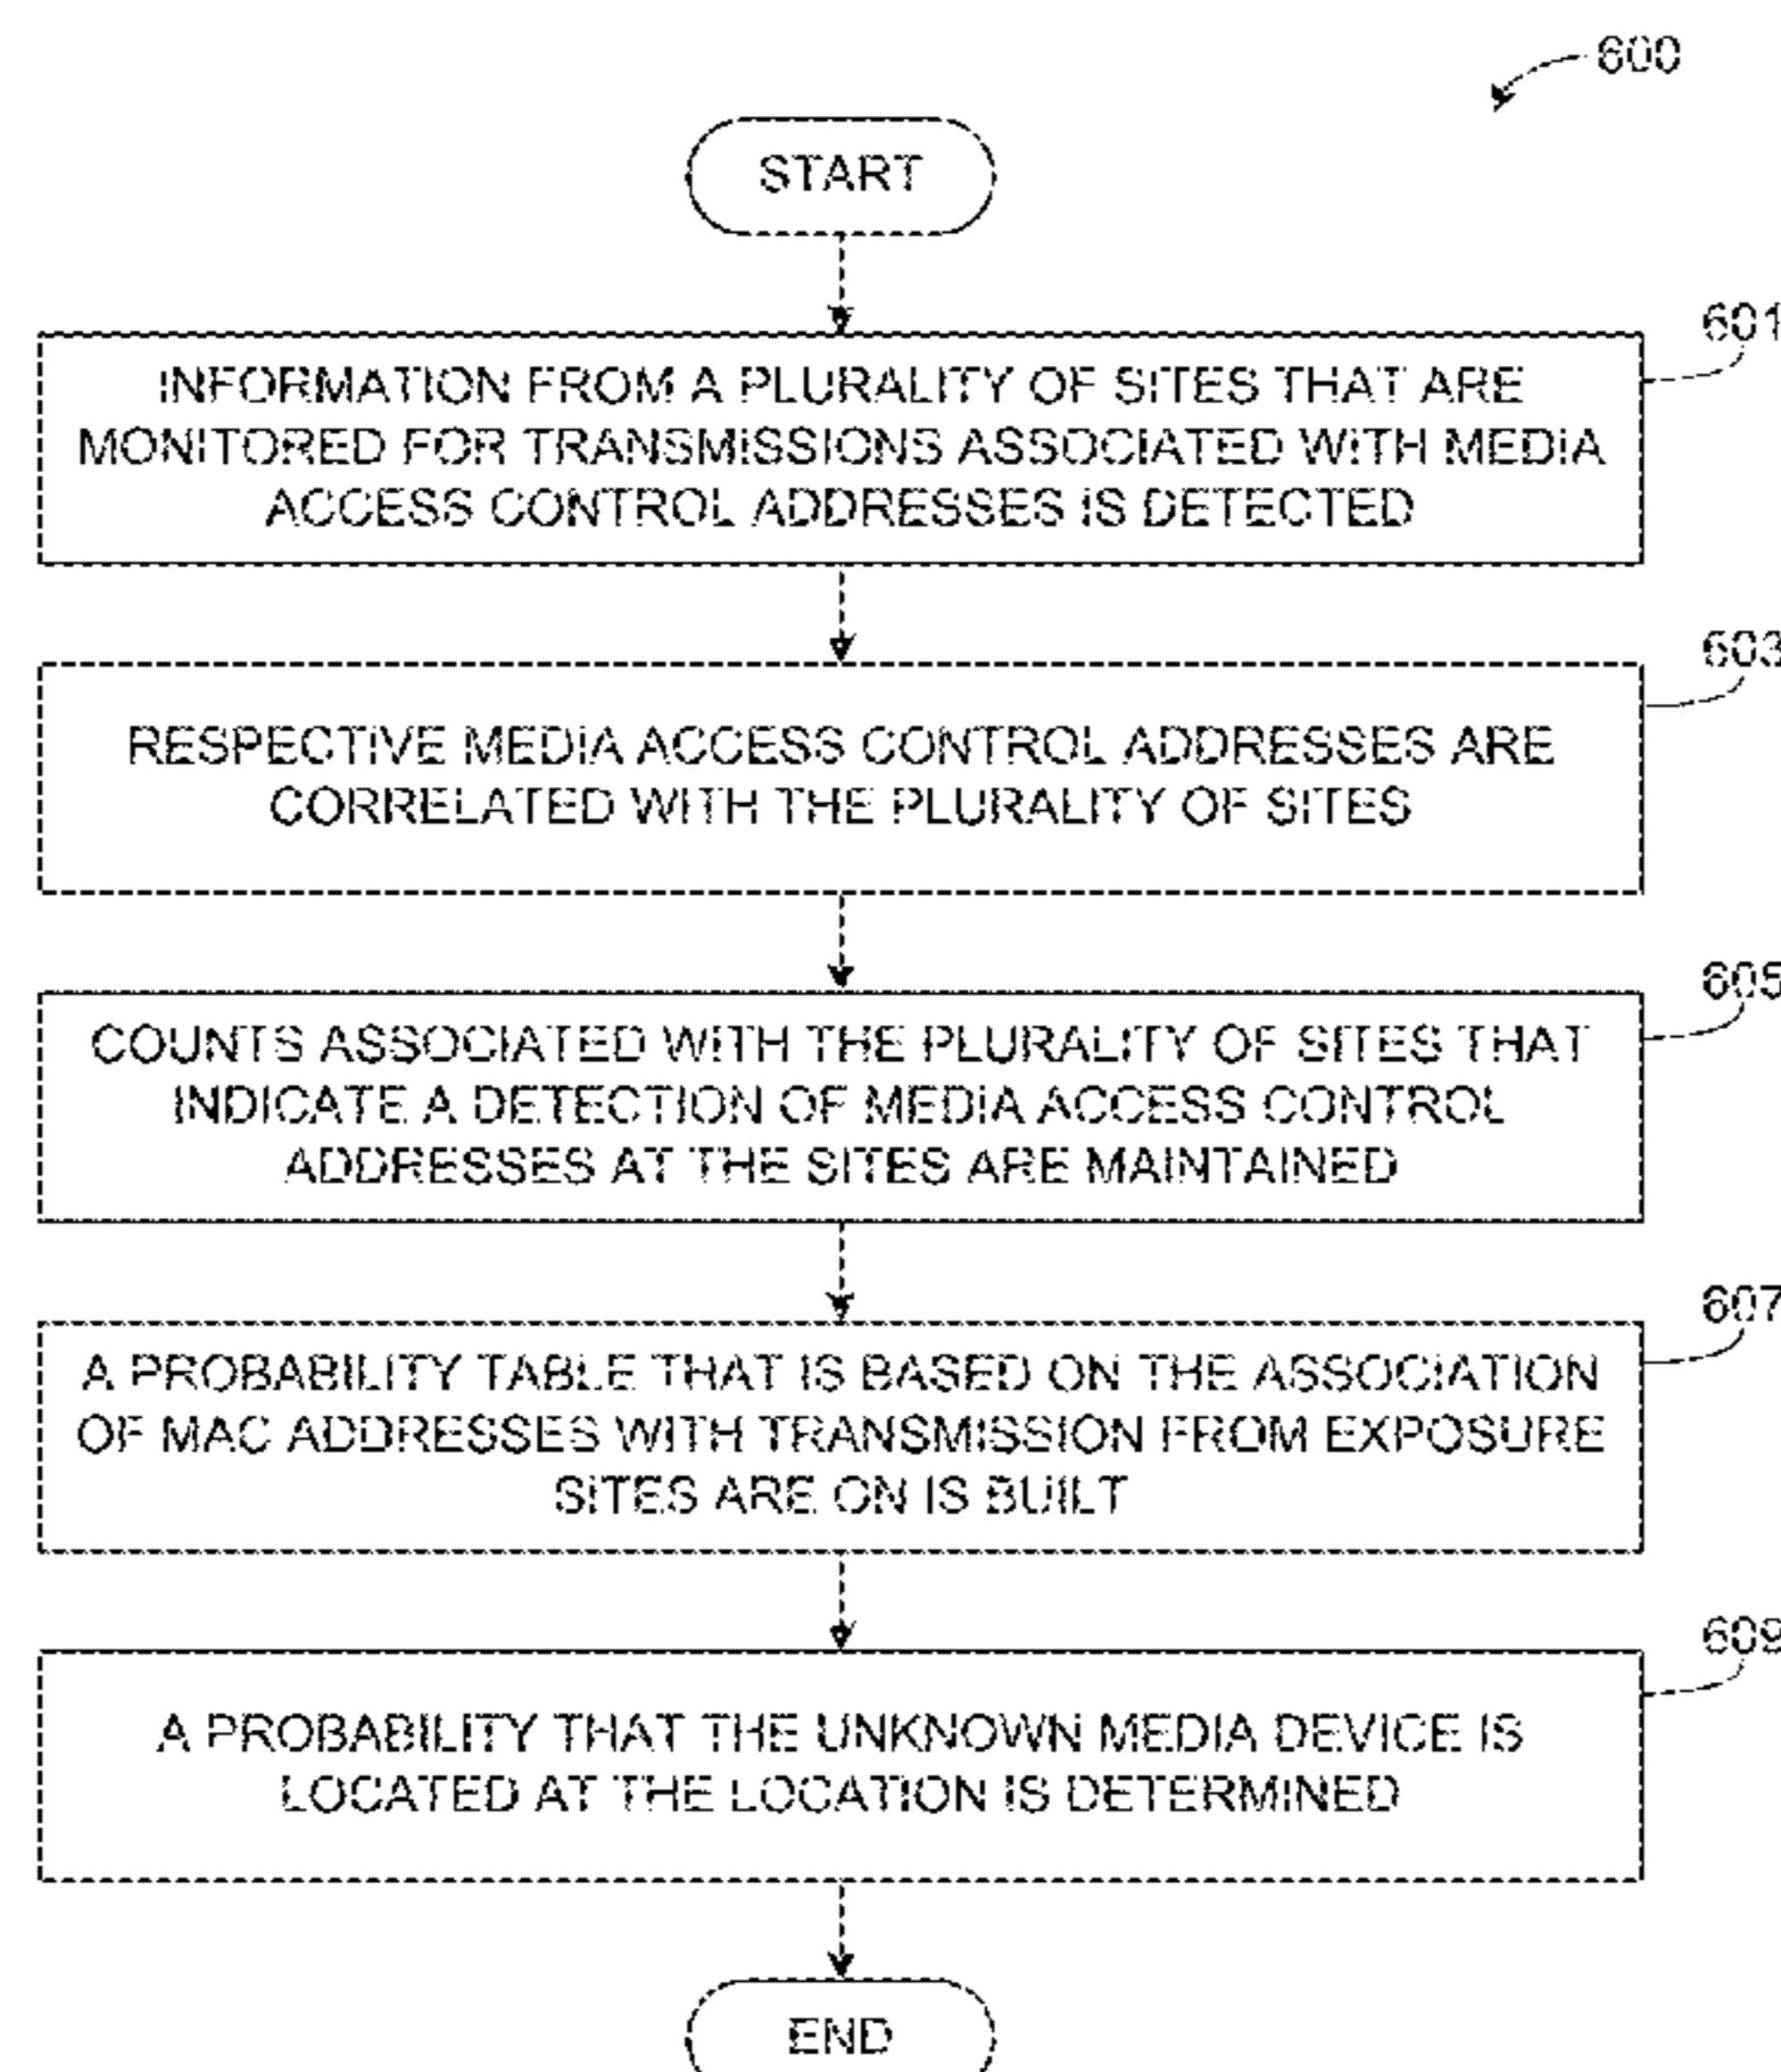 600
START
601
INFORMATION FROM A PLURALITY OF SITES THAT ARE
MONITORED FOR TRANSMISSIONS ASSOCIATED WITH MEDIA
ACCESS CONTROL ADDRESSES IS DETECTED
603
RESPECTIVE MEDIA ACCESS CONTROL ADDRESSES ARE
CORRELATED WITH THE PLURALITY OF SITES
605
COUNTS ASSOCIATED WITH THE PLURALITY OF SITES THAT
INDICATE A DETECTION OF MEDIA ACCESS CONTROL
ADDRESSES AT THE SITES ARE MAINTAINED
607
A PROBABILITY TABLE THAT IS BASED ON THE ASSOCIATION
OF MAC ADDRESSES WITH TRANSMISSION FROM EXPOSURE
SITES ARE ON IS BUILT
609
A PROBABILITY THAT THE UNKNOWN MEDIA DEVICE IS
LOCATED AT THE LOCATION IS DETERMINED
END